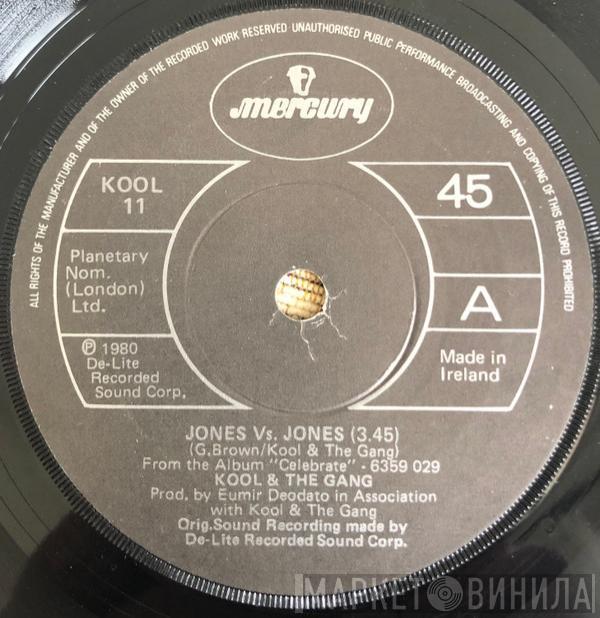 ALL RIGHTS OF THE MANUFACTURER AND OF THE OWNER OF THE RECORDED WORK RESERVED UNAUTHORISED PUBLIC PERFORMANCE BROADCASTING AND COPYING OF THIS RECORD PROHIBITED
mercury
KOOL
11
45
Planetary
Nom.
(London)
Ltd.
A
℗ 1980
De-Lite
Recorded
Sound Corp.
Made in
Ireland
JONES Vs. JONES (3.45)
(G.Brown/Kool & The Gang)
From the Album "Celebrate" - 6359 029
KOOL & THE GANG
Prod. by Eumir Deodato in Association
with Kool & The Gang
Orig.Sound Recording made by
De-Lite Recorded Sound Corp.
МАРКЕТ ВИНИЛА